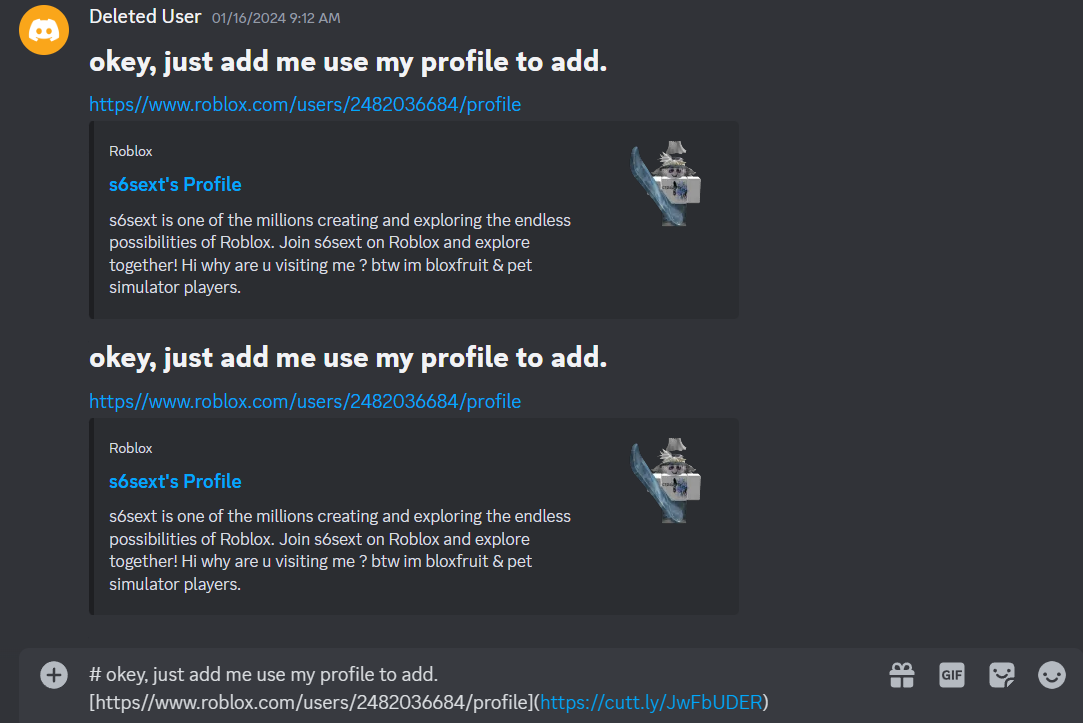 Deleted User 01/16/2024 9:12 AM
okey, just add me use my profile to add.
https//www.roblox.com/users/2482036684/profile
Roblox
s6sext's Profile
s6sext is one of the millions creating and exploring the endless
possibilities of Roblox. Join s6sext on Roblox and explore
together! Hi why are u visiting me ? btw im bloxfruit & pet
simulator players.
okey, just add me use my profile to add.
https//www.roblox.com/users/2482036684/profile
Roblox
s6sext's Profile
s6sext is one of the millions creating and exploring the endless
possibilities of Roblox. Join s6sext on Roblox and explore
together! Hi why are u visiting me ? btw im bloxfruit & pet
simulator players.
# okey, just add me use my profile to add.
GIF
[https//www.roblox.com/users/2482036684/profile](https://cutt.ly/JwFbUDER)